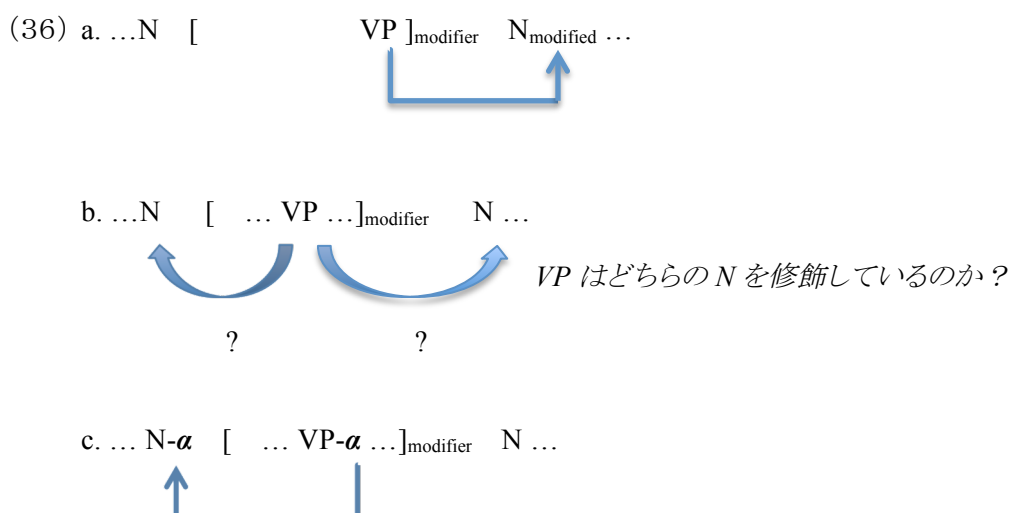 (36) a. …N [ VP ]modifier Nmodified …
b. …N [ … VP …]modifier N …
VP はどちらの N を修飾しているのか？
? ?
c. … N-α [ … VP-α …]modifier N …